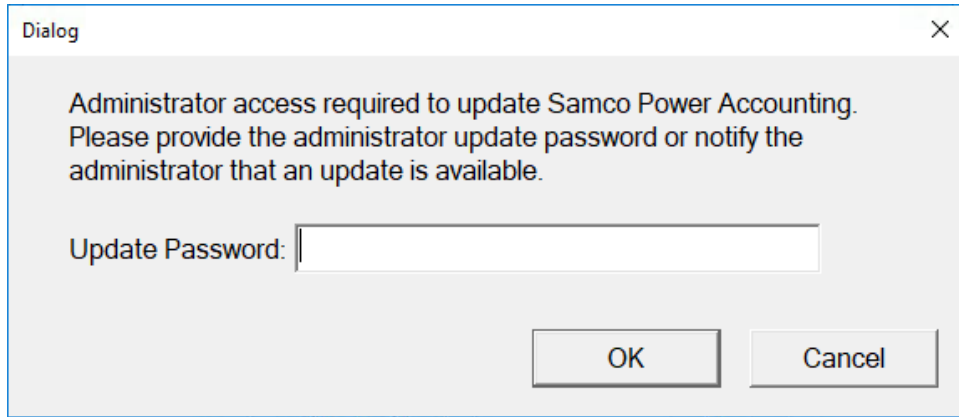 Dialog
Administrator access required to update Samco Power Accounting.
Please provide the administrator update password or notify the
administrator that an update is available.
Update Password:
OK Cancel